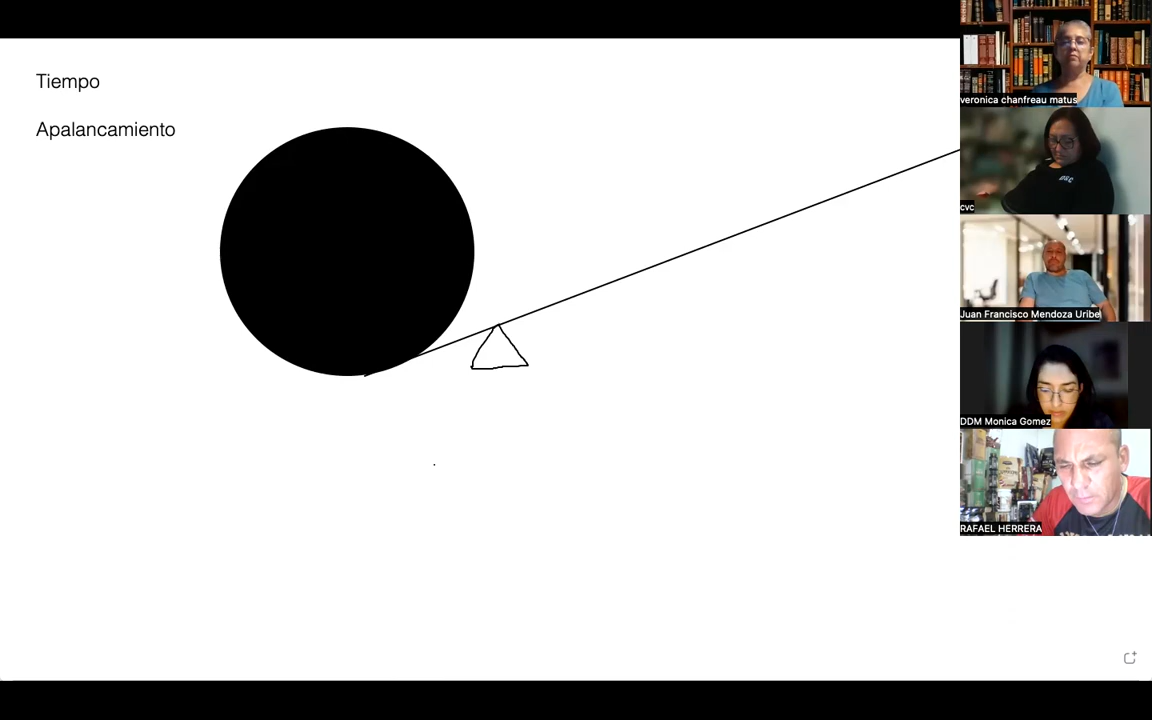 Tiempo
Apalancamiento
veronica chanfreau matus
cvc
Juan Francisco Mendoza Uribe
DDM Monica Gomez
RAFAEL HERRERA